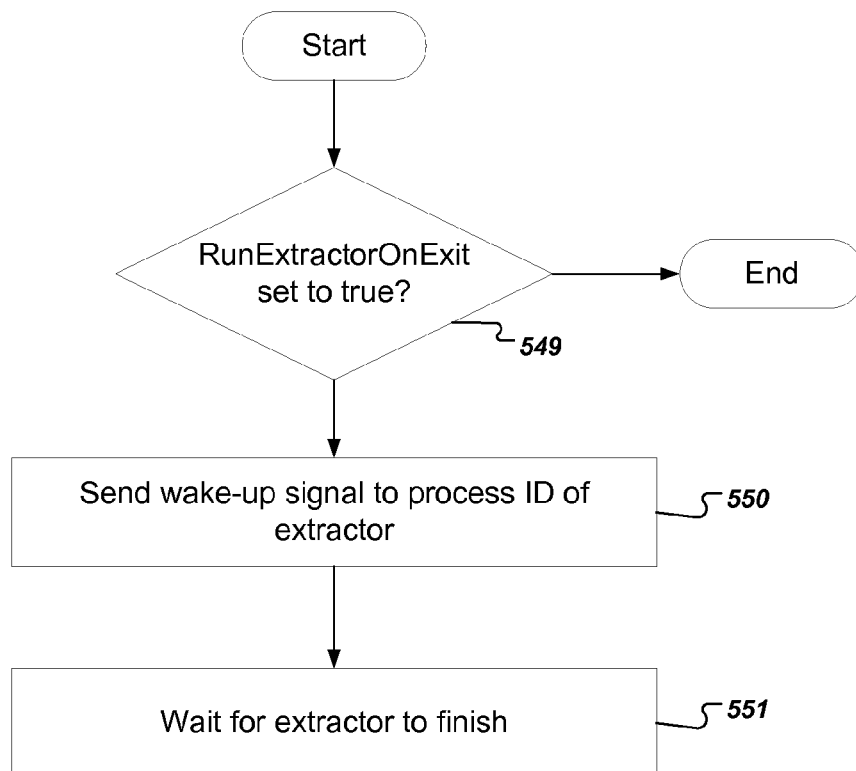 Start
RunExtractorOnExit
set to true?
End
549
Send wake-up signal to process ID of
extractor
550
Wait for extractor to finish
551